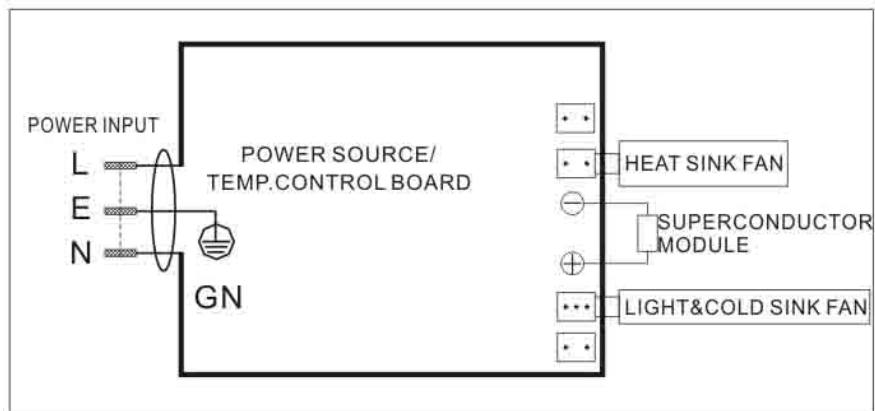 POWER INPUT
L
E
N
GN
POWER SOURCE/
TEMP.CONTROL BOARD
HEAT SINK FAN
SUPERCONDUCTOR
MODULE
LIGHT&COLD SINK FAN